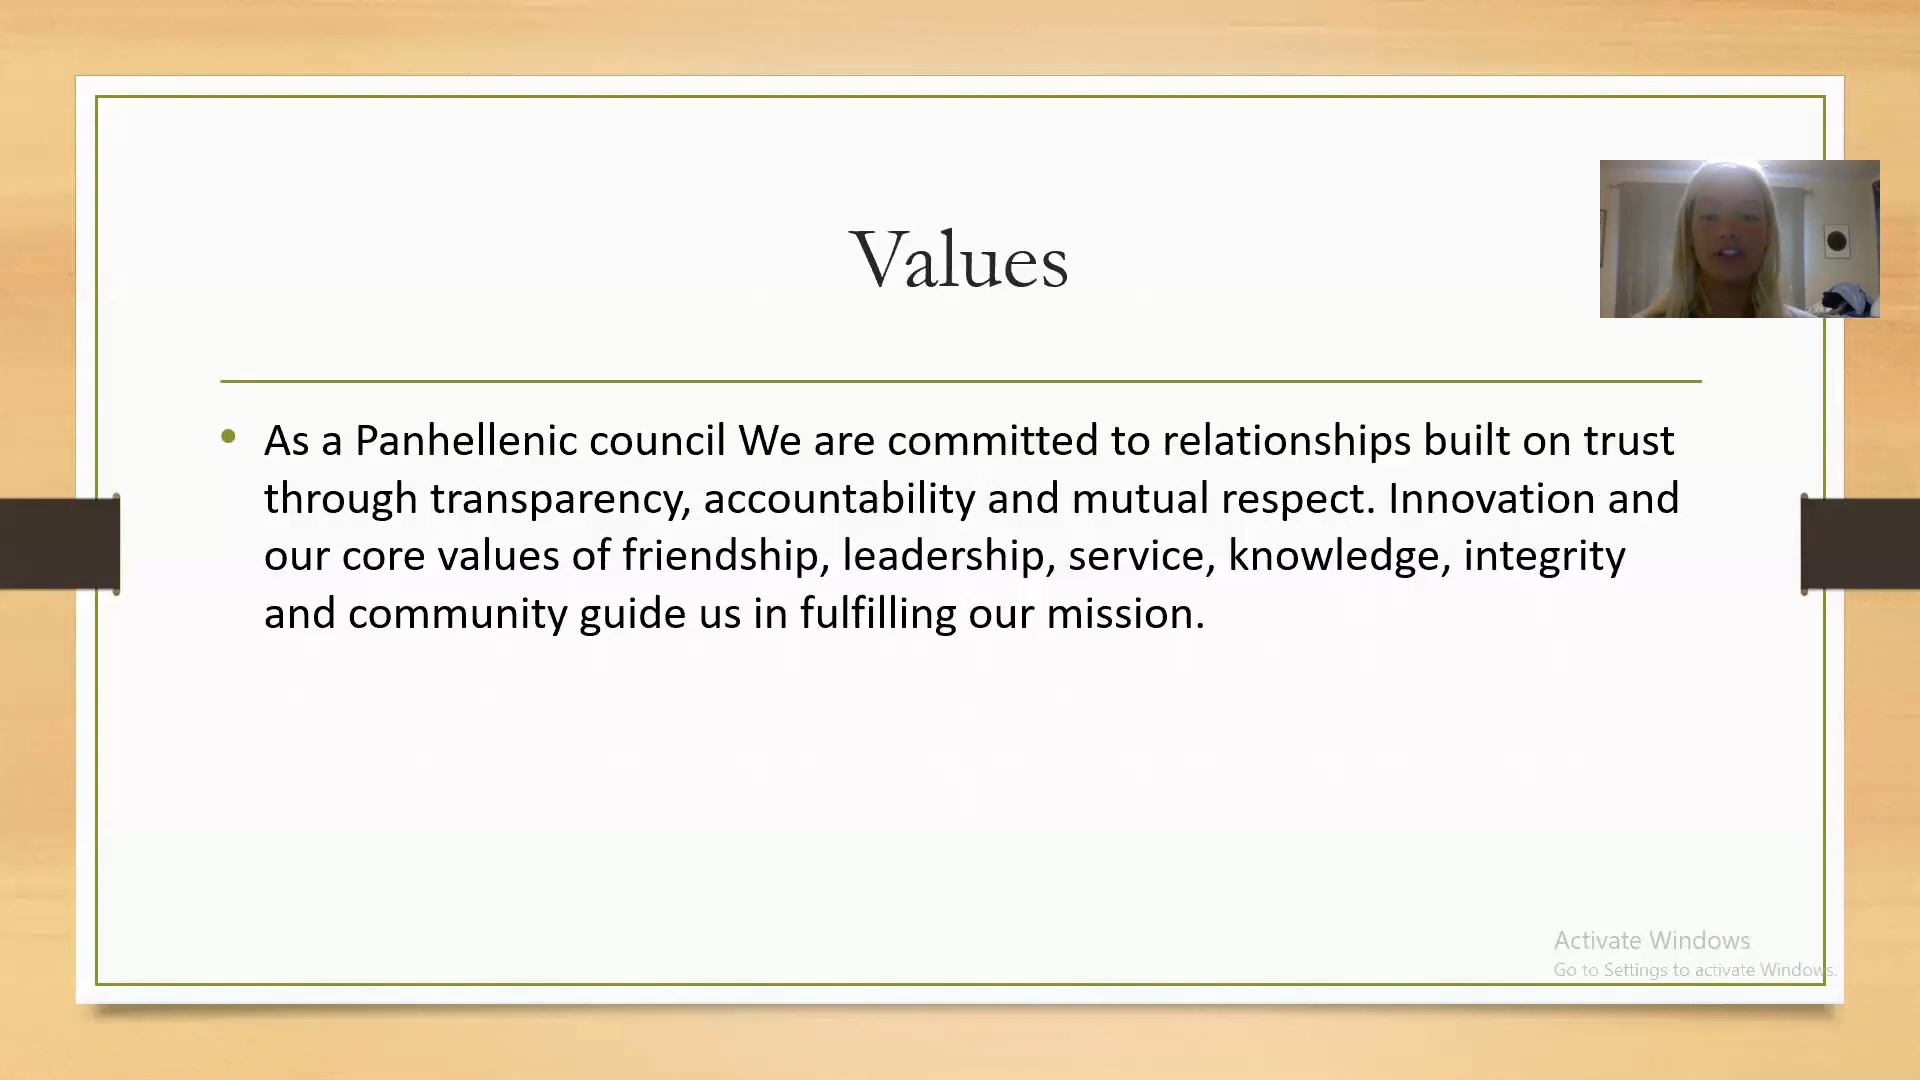 Values
As a Panhellenic council We are committed to relationships built on trust
through transparency, accountability and mutual respect. Innovation and
our core values of friendship, leadership, service, knowledge, integrity
and community guide us in fulfilling our mission.
Activate Windows
Go to Settings to activate Windows.